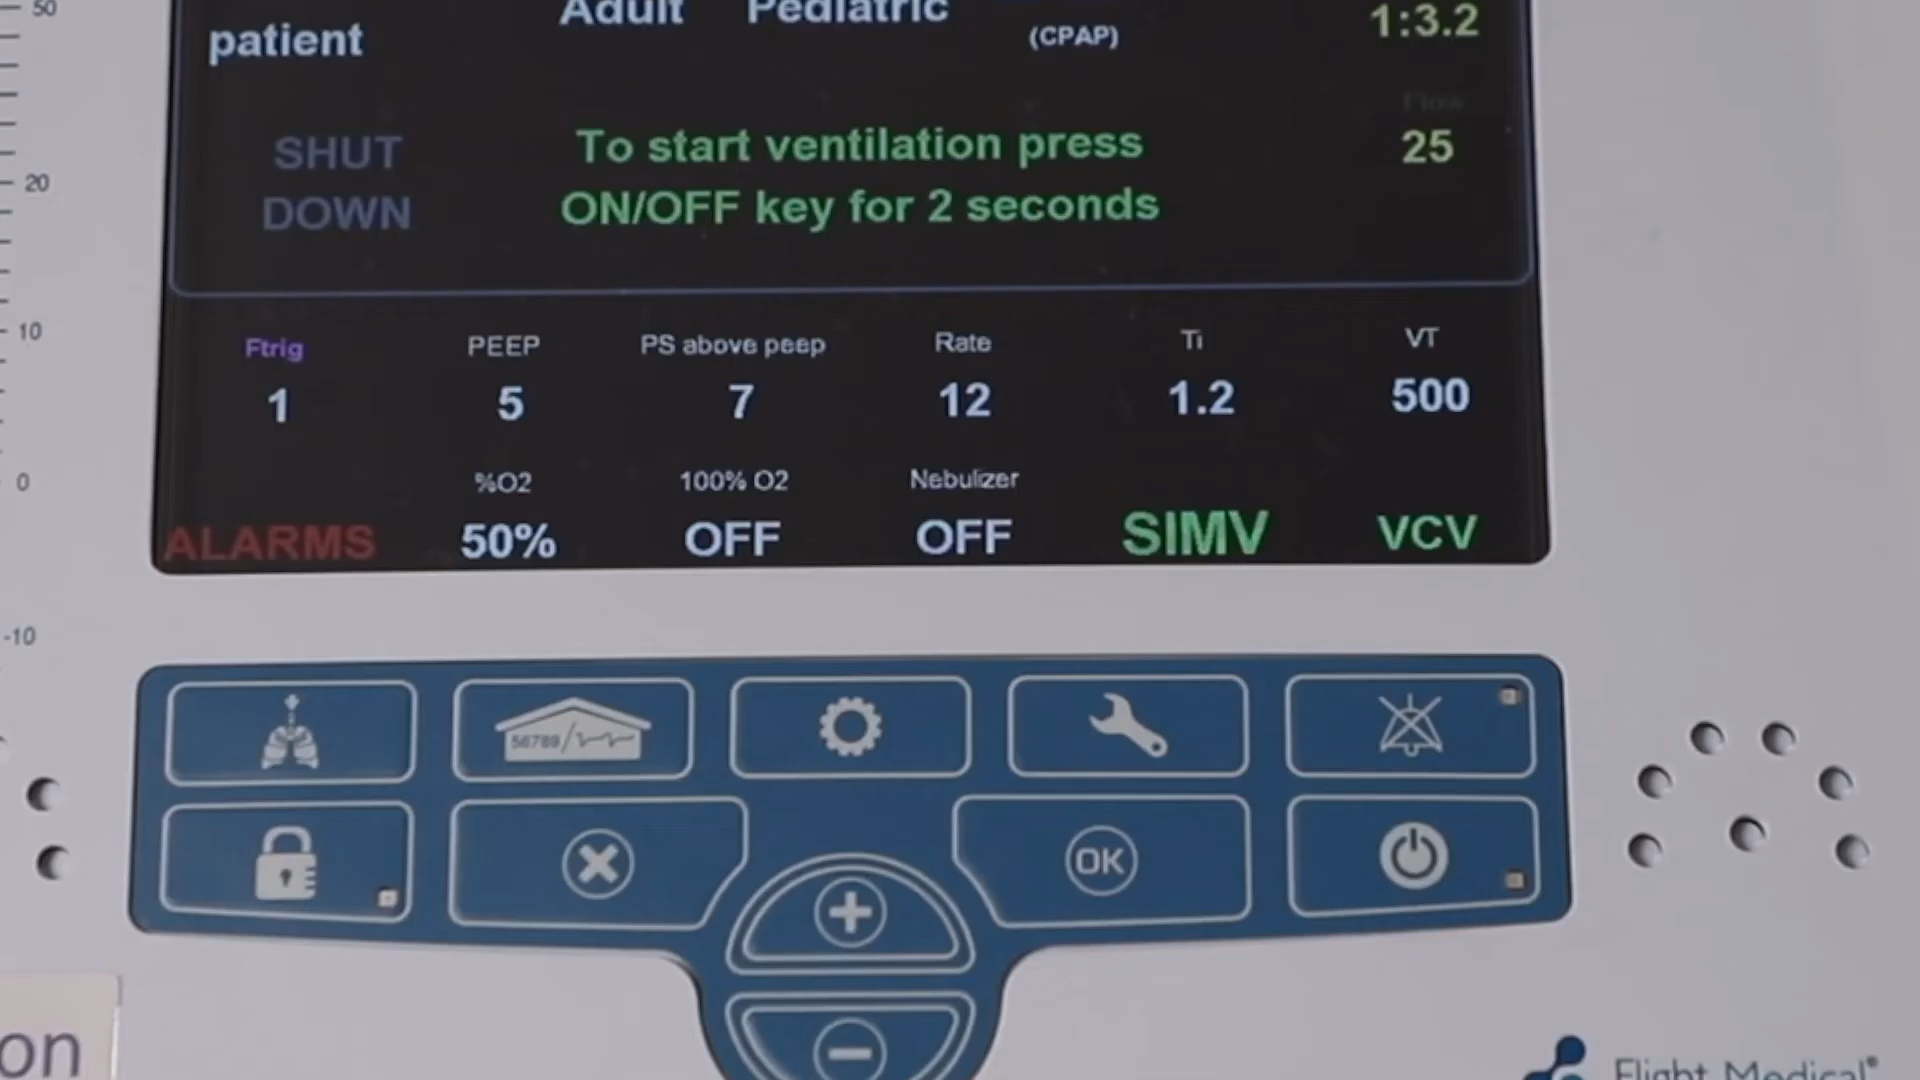 50
Adult Pediatric
patient
(CPAP)
1:3.2
Flow
25
SHUT
DOWN
To start ventilation press
ON/OFF key for 2 seconds
20
10
0
-10
Ftrig
PEEP
PS above peep
Rate
Ti
VT
1
5
7
12
1.2
500
%O2
100% O2
Nebulizer
ALARMS
50%
OFF
OFF
SIMV
VCV
56789
OK
on
Flight Medical®